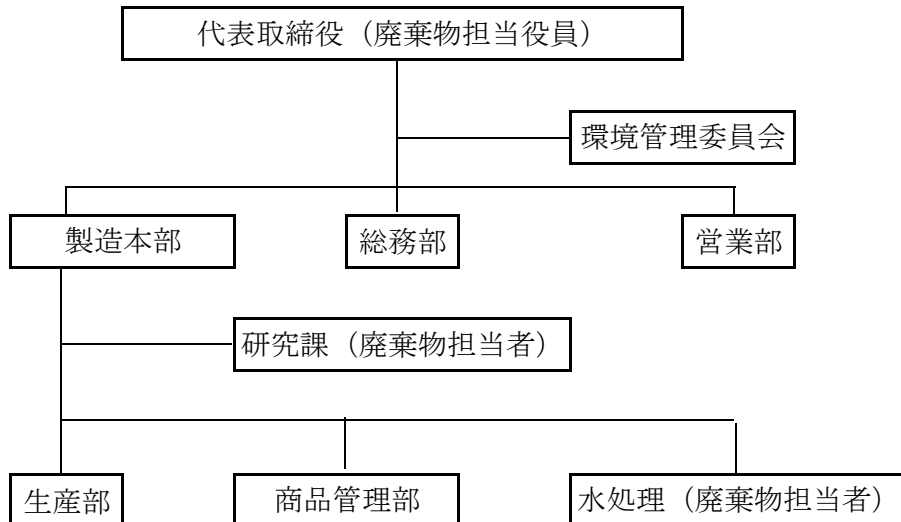 代表取締役（廃棄物担当役員）
環境管理委員会
製造本部
総務部
営業部
研究課（廃棄物担当者）
生産部
商品管理部
水処理（廃棄物担当者）